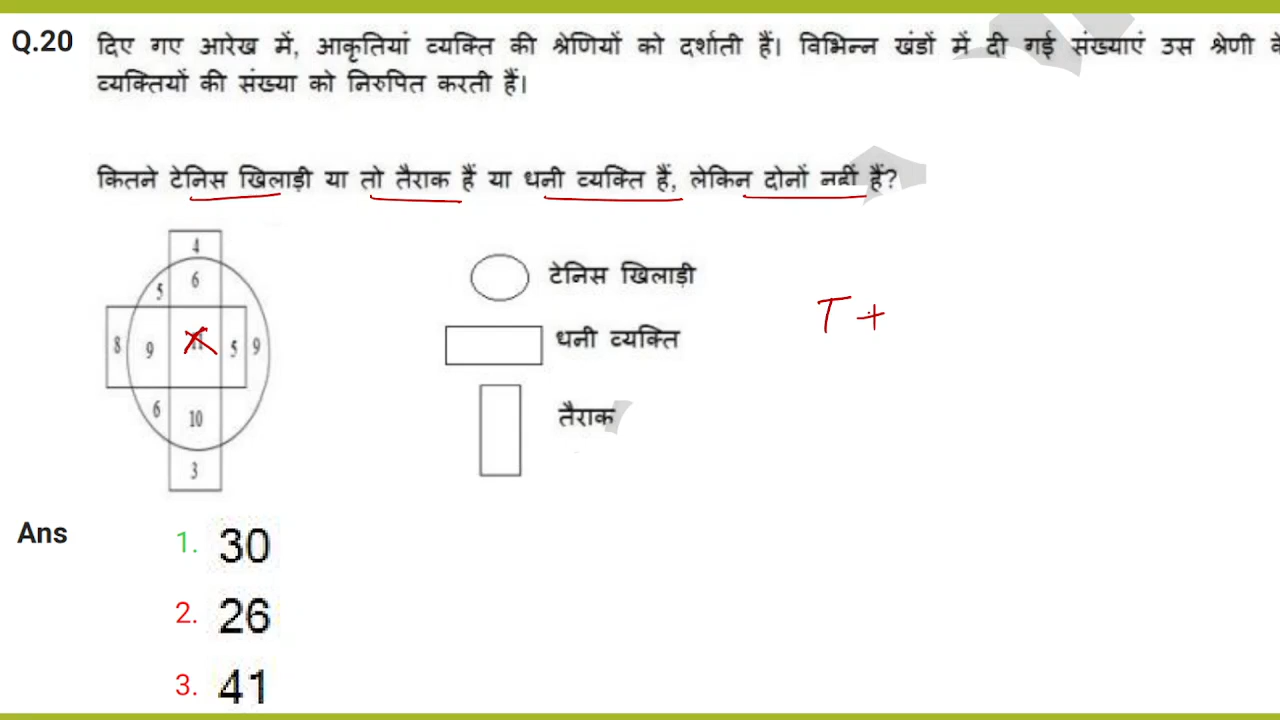 Q.20 दिए गए आरेख में, आकृतियां व्यक्ति की श्रेणियों को दर्शाती हैं। विभिन्न खंडों में दी गई संख्याएं उस श्रेणी के
व्यक्तियों की संख्या को निरुपित करती हैं।
कितने टेनिस खिलाड़ी या तो तैराक हैं या धनी व्यक्ति हैं, लेकिन दोनों नहीं हैं?
4
6
5
8 9 11 5 9
6 10
3
टेनिस खिलाड़ी
धनी व्यक्ति
तैराक
T +
Ans
1. 30
2. 26
3. 41